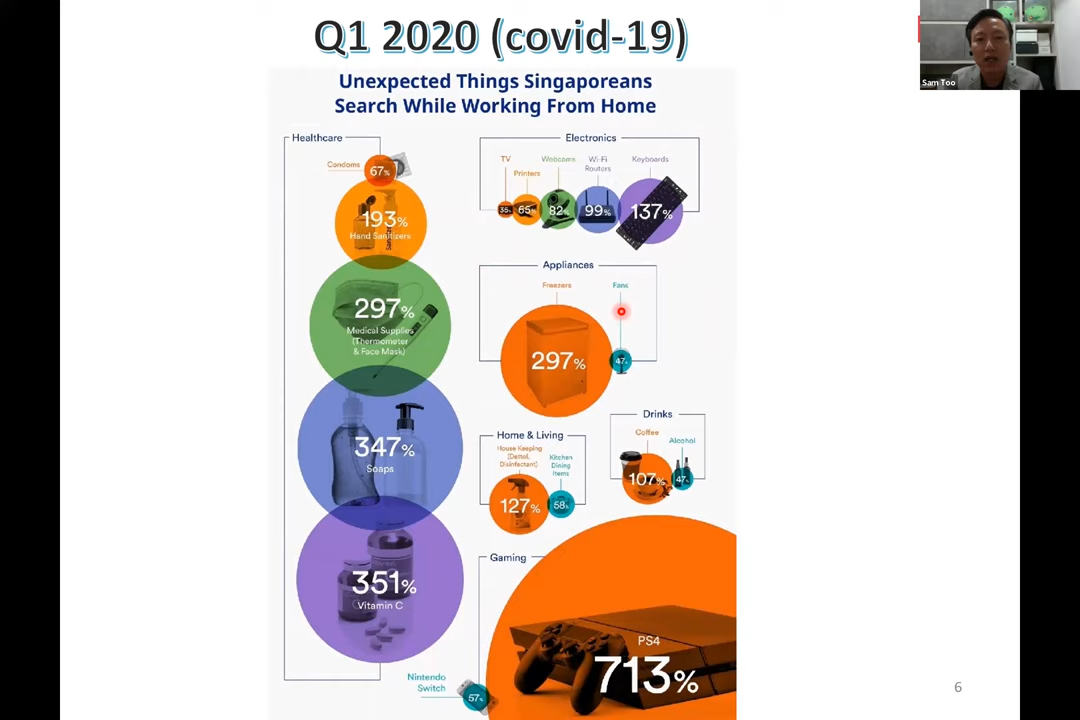 Q1 2020 (covid-19)
Sam Too
Unexpected Things Singaporeans
Search While Working From Home
Healthcare
Condoms
67%
193%
Hand Sanitizers
297%
Medical Supplies
(Thermometer
& Face Mask)
347%
Soaps
351%
Vitamin C
Electronics
TV
Printers
Webcams
Wi-Fi
Routers
Keyboards
35%
65%
82%
99%
137%
Appliances
Freezers
Fans
297%
47%
Home & Living
House Keeping
(Dettol,
Disinfectant)
Kitchen
Dining
Items
127%
58%
Drinks
Coffee
Alcohol
107%
47%
Gaming
PS4
713%
Nintendo
Switch
57%
6